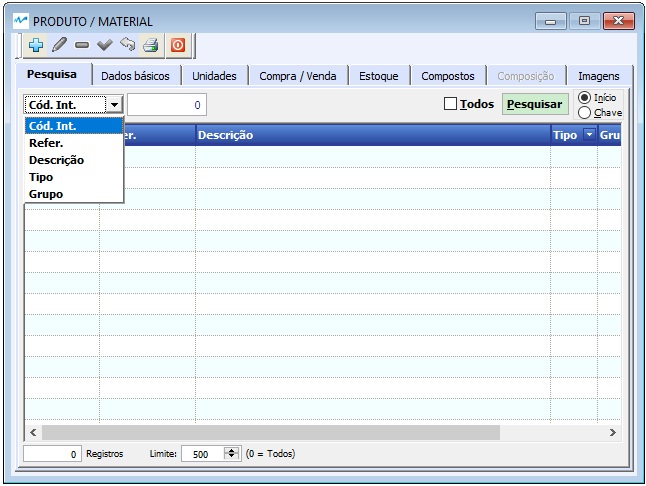 PRODUTO / MATERIAL
Pesquisa Dados básicos Unidades Compra / Venda Estoque Compostos Composição Imagens
Cód. Int. 0 Todos Pesquisar Início
Chave
Cód. Int.
Refer.
Descrição
Tipo
Grupo
er. Descrição Tipo Gru
0 Registros Limite: 500 (0 = Todos)